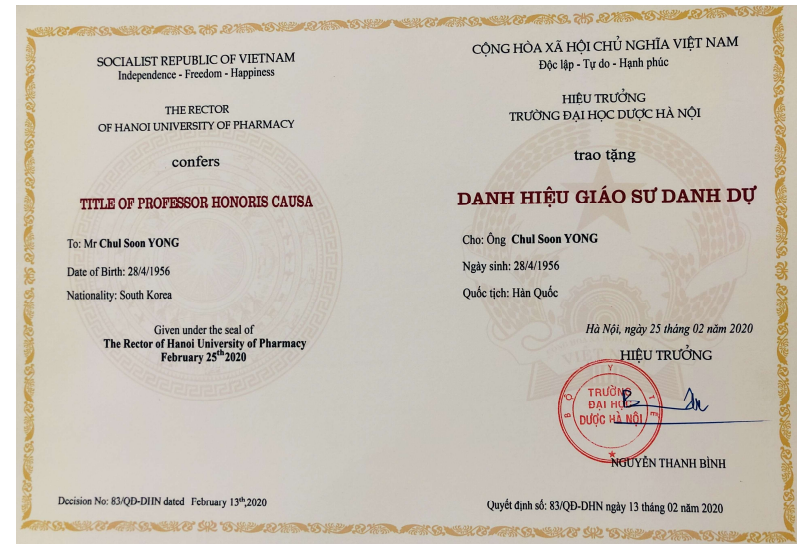 SOCIALIST REPUBLIC OF VIETNAM
Independence - Freedom - Happiness
THE RECTOR
OF HANOI UNIVERSITY OF PHARMACY
confers
TITLE OF PROFESSOR HONORIS CAUSA
To: Mr Chul Soon YONG
Date of Birth: 28/4/1956
Nationality: South Korea
Given under the seal of
The Rector of Hanoi University of Pharmacy
February 25th2020
Decision No: 83/QĐ-DHN dated February 13th,2020
CỘNG HÒA XÃ HỘI CHỦ NGHĨA VIỆT NAM
Độc lập - Tự do - Hạnh phúc
HIỆU TRƯỞNG
TRƯỜNG ĐẠI HỌC DƯỢC HÀ NỘI
trao tặng
DANH HIỆU GIÁO SƯ DANH DỰ
Cho: Ông Chul Soon YONG
Ngày sinh: 28/4/1956
Quốc tịch: Hàn Quốc
Hà Nội, ngày 25 tháng 02 năm 2020
HIỆU TRƯỞNG
BỘ Y TẾ
TRƯỜNG
ĐẠI HỌC
DƯỢC HÀ NỘI
NGUYỄN THANH BÌNH
Quyết định số: 83/QĐ-DHN ngày 13 tháng 02 năm 2020